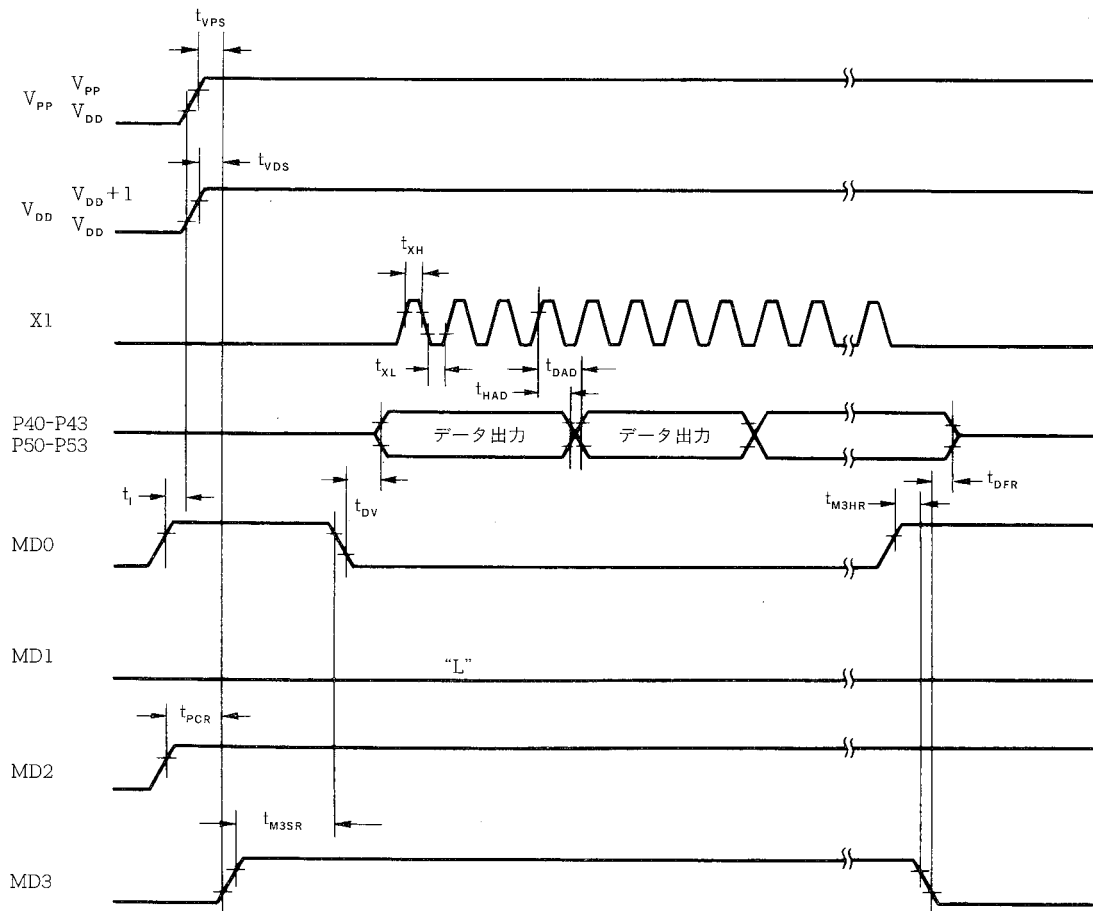 tVPS
VPP
VPP
VDD
tVDS
VDD+1
VDD
VDD
tXH
X1
tXL
tDAD
tHAD
P40-P43
P50-P53
データ出力
データ出力
tI
tDV
tDFR
tM3HR
MD0
MD1
“L”
tPCR
MD2
tM3SR
MD3